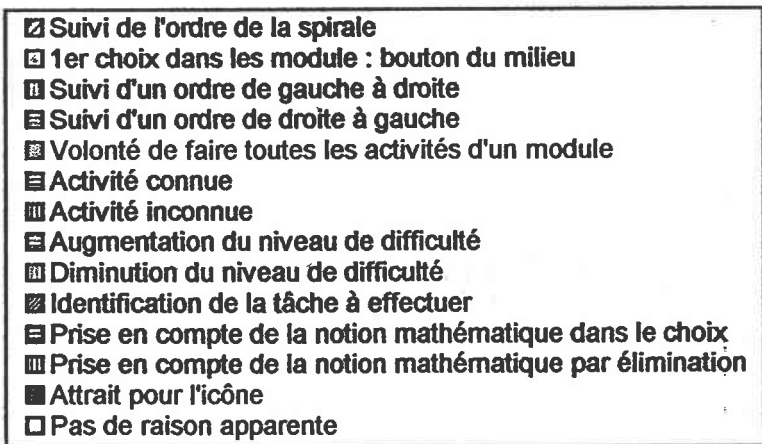 Suivi de l'ordre de la spirale
1er choix dans les module : bouton du milieu
Suivi d'un ordre de gauche à droite
Suivi d'un ordre de droite à gauche
Volonté de faire toutes les activités d'un module
Activité connue
Activité inconnue
Augmentation du niveau de difficulté
Diminution du niveau de difficulté
Identification de la tâche à effectuer
Prise en compte de la notion mathématique dans le choix
Prise en compte de la notion mathématique par élimination
Attrait pour l'icône
Pas de raison apparente